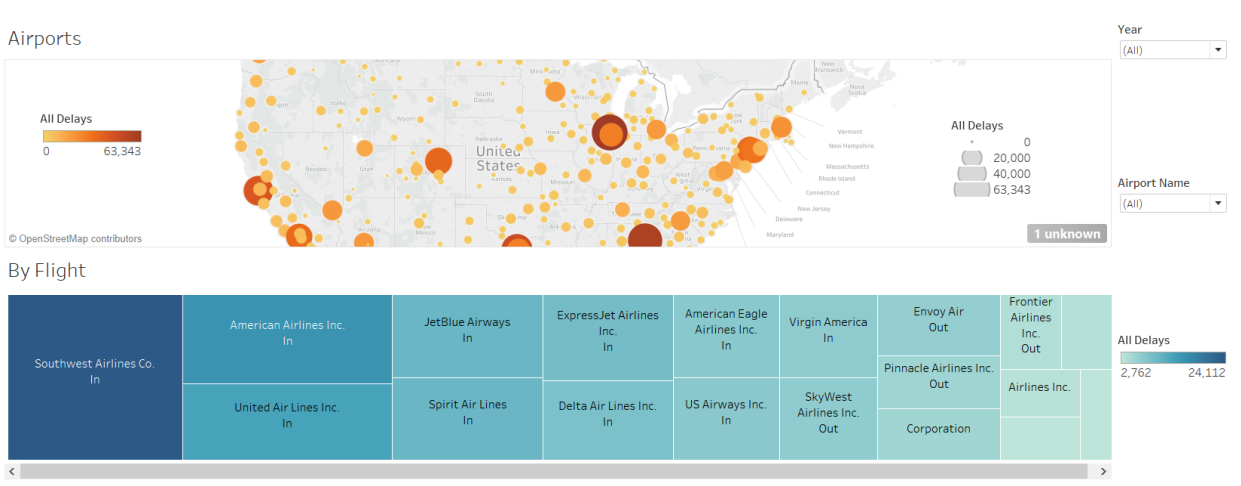 Airports
Year
(All)
All Delays
0 63,343
All Delays
0
20,000
40,000
63,343
Airport Name
(All)
Minnesota
South
Dakota
Oregon
Idaho
Wyoming
Nebraska
Iowa
Nevada
Utah
United
States
Kansas
Missouri
West
Arizona
New
Mexico
Maine
New
Brunswick
Nova
Scotia
Vermont
New Hampshire
Massachusetts
Rhode Island
Connecticut
New Jersey
Delaware
Maryland
© OpenStreetMap contributors
1 unknown
By Flight
Southwest Airlines Co.
In
American Airlines Inc.
In
United Air Lines Inc.
In
JetBlue Airways
In
Spirit Air Lines
In
ExpressJet Airlines
Inc.
In
Delta Air Lines Inc.
In
American Eagle
Airlines Inc.
In
US Airways Inc.
In
Virgin America
In
SkyWest
Airlines Inc.
Out
Envoy Air
Out
Pinnacle Airlines Inc.
Out
Corporation
Frontier
Airlines
Inc.
Out
Airlines Inc.
All Delays
2,762 24,112